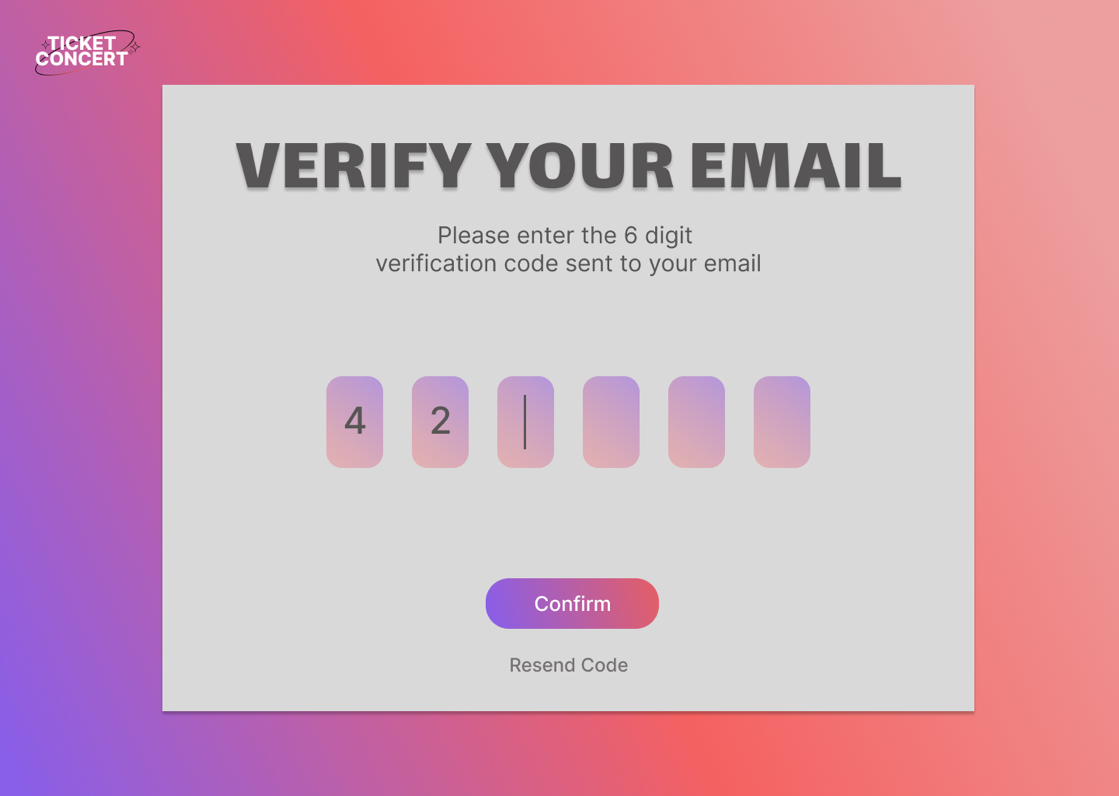 TICKET
CONCERT
VERIFY YOUR EMAIL
Please enter the 6 digit
verification code sent to your email
4 2
Confirm
Resend Code